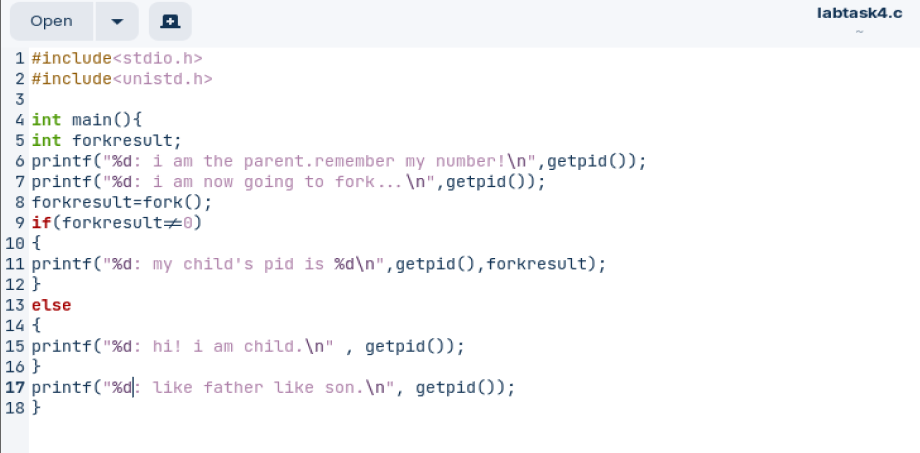 Open
labtask4.c
~
1 #include<stdio.h>
2 #include<unistd.h>
3
4 int main(){
5 int forkresult;
6 printf("%d: i am the parent.remember my number!\n",getpid());
7 printf("%d: i am now going to fork...\n",getpid());
8 forkresult=fork();
9 if(forkresult≠0)
10 {
11 printf("%d: my child's pid is %d\n",getpid(),forkresult);
12 }
13 else
14 {
15 printf("%d: hi! i am child.\n" , getpid());
16 }
17 printf("%d: like father like son.\n", getpid());
18 }